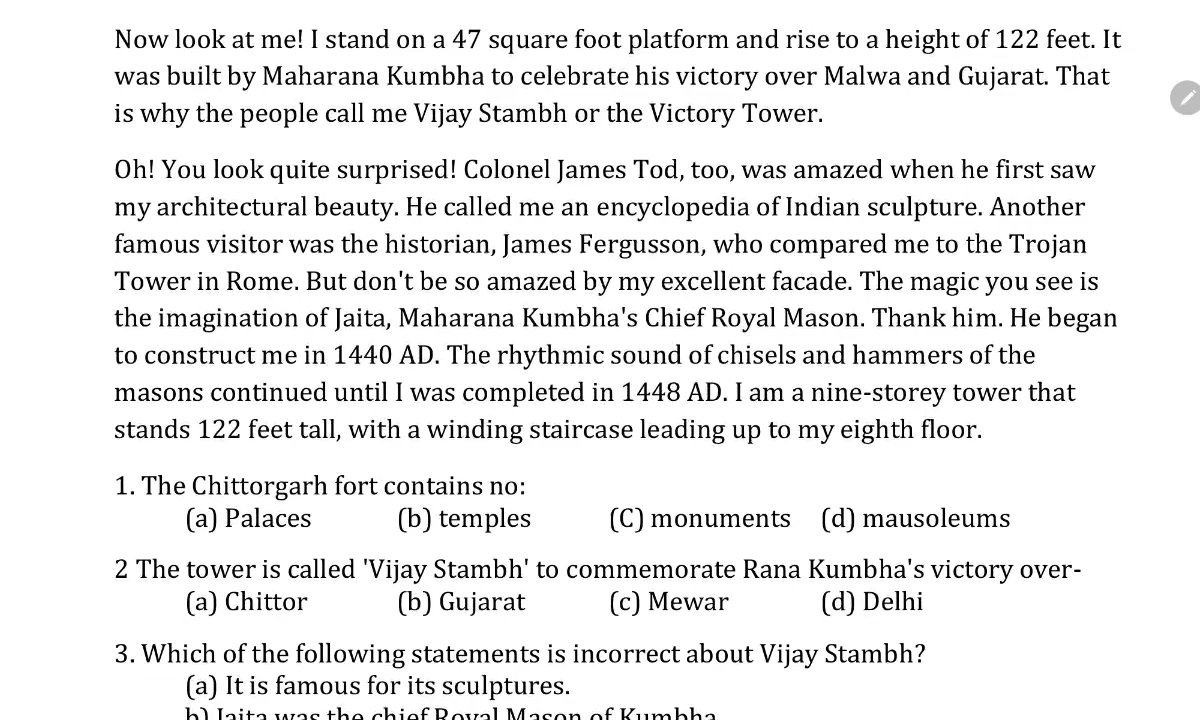 Now look at me! I stand on a 47 square foot platform and rise to a height of 122 feet. It
was built by Maharana Kumbha to celebrate his victory over Malwa and Gujarat. That
is why the people call me Vijay Stambh or the Victory Tower.
Oh! You look quite surprised! Colonel James Tod, too, was amazed when he first saw
my architectural beauty. He called me an encyclopedia of Indian sculpture. Another
famous visitor was the historian, James Fergusson, who compared me to the Trojan
Tower in Rome. But don't be so amazed by my excellent facade. The magic you see is
the imagination of Jaita, Maharana Kumbha's Chief Royal Mason. Thank him. He began
to construct me in 1440 AD. The rhythmic sound of chisels and hammers of the
masons continued until I was completed in 1448 AD. I am a nine-storey tower that
stands 122 feet tall, with a winding staircase leading up to my eighth floor.
1. The Chittorgarh fort contains no:
(a) Palaces (b) temples (C) monuments (d) mausoleums
2 The tower is called 'Vijay Stambh' to commemorate Rana Kumbha's victory over-
(a) Chittor (b) Gujarat (c) Mewar (d) Delhi
3. Which of the following statements is incorrect about Vijay Stambh?
(a) It is famous for its sculptures.
b) Jaita was the chief Royal Mason of Kumbha